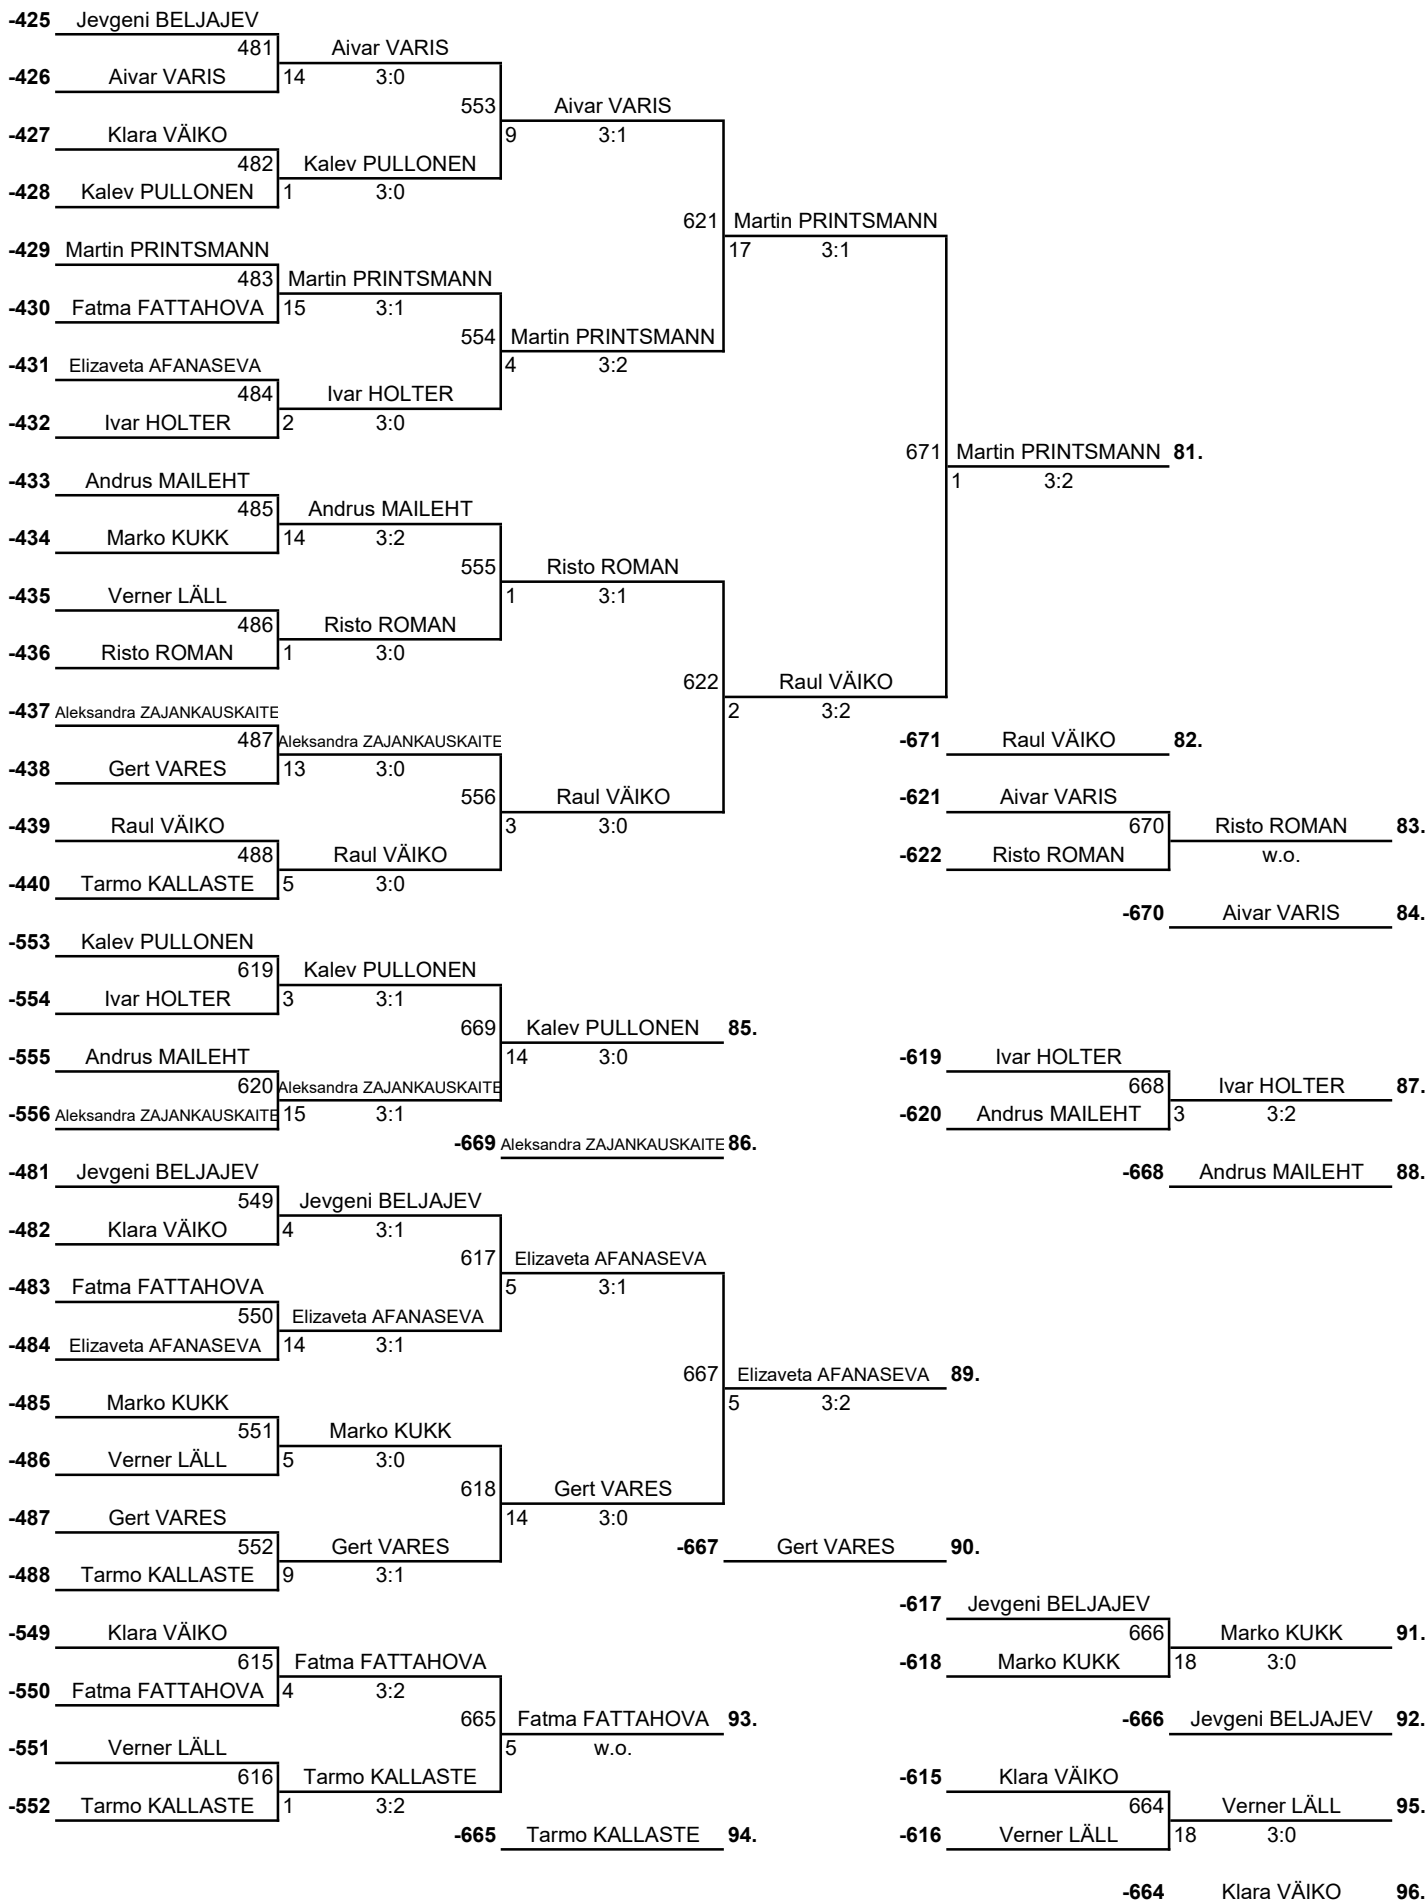 -425 Jevgeni BELJAJEV
481 Aivar VARIS
-426 Aivar VARIS 14 3:0
553 Aivar VARIS
-427 Klara VÄIKO 9 3:1
482 Kalev PULLONEN
-428 Kalev PULLONEN 1 3:0
621 Martin PRINTSMANN
-429 Martin PRINTSMANN 17 3:1
483 Martin PRINTSMANN
-430 Fatma FATTAHOVA 15 3:1
554 Martin PRINTSMANN
-431 Elizaveta AFANASEVA 4 3:2
484 Ivar HOLTER
-432 Ivar HOLTER 2 3:0
671 Martin PRINTSMANN 81.
-433 Andrus MAILEHT 1 3:2
485 Andrus MAILEHT
-434 Marko KUKK 14 3:2
555 Risto ROMAN
-435 Verner LÄLL 1 3:1
486 Risto ROMAN
-436 Risto ROMAN 1 3:0
622 Raul VÄIKO
-437 Aleksandra ZAJANKAUSKAITE 2 3:2
487 Aleksandra ZAJANKAUSKAITE -671 Raul VÄIKO 82.
-438 Gert VARES 13 3:0
556 Raul VÄIKO -621 Aivar VARIS
-439 Raul VÄIKO 3 3:0 670 Risto ROMAN 83.
488 Raul VÄIKO -622 Risto ROMAN w.o.
-440 Tarmo KALLASTE 5 3:0
-670 Aivar VARIS 84.
-553 Kalev PULLONEN
619 Kalev PULLONEN
-554 Ivar HOLTER 3 3:1
669 Kalev PULLONEN 85.
-555 Andrus MAILEHT 14 3:0 -619 Ivar HOLTER
620 Aleksandra ZAJANKAUSKAITE 668 Ivar HOLTER 87.
-556 Aleksandra ZAJANKAUSKAITE 15 3:1 -620 Andrus MAILEHT 3 3:2
-669 Aleksandra ZAJANKAUSKAITE 86.
-481 Jevgeni BELJAJEV -668 Andrus MAILEHT 88.
549 Jevgeni BELJAJEV
-482 Klara VÄIKO 4 3:1
617 Elizaveta AFANASEVA
-483 Fatma FATTAHOVA 5 3:1
550 Elizaveta AFANASEVA
-484 Elizaveta AFANASEVA 14 3:1
667 Elizaveta AFANASEVA 89.
-485 Marko KUKK 5 3:2
551 Marko KUKK
-486 Verner LÄLL 5 3:0
618 Gert VARES
-487 Gert VARES 14 3:0
552 Gert VARES -667 Gert VARES 90.
-488 Tarmo KALLASTE 9 3:1
-617 Jevgeni BELJAJEV
-549 Klara VÄIKO 666 Marko KUKK 91.
615 Fatma FATTAHOVA -618 Marko KUKK 18 3:0
-550 Fatma FATTAHOVA 4 3:2
665 Fatma FATTAHOVA 93. -666 Jevgeni BELJAJEV 92.
-551 Verner LÄLL 5 w.o.
616 Tarmo KALLASTE -615 Klara VÄIKO
-552 Tarmo KALLASTE 1 3:2 664 Verner LÄLL 95.
-665 Tarmo KALLASTE 94. -616 Verner LÄLL 18 3:0
-664 Klara VÄIKO 96.